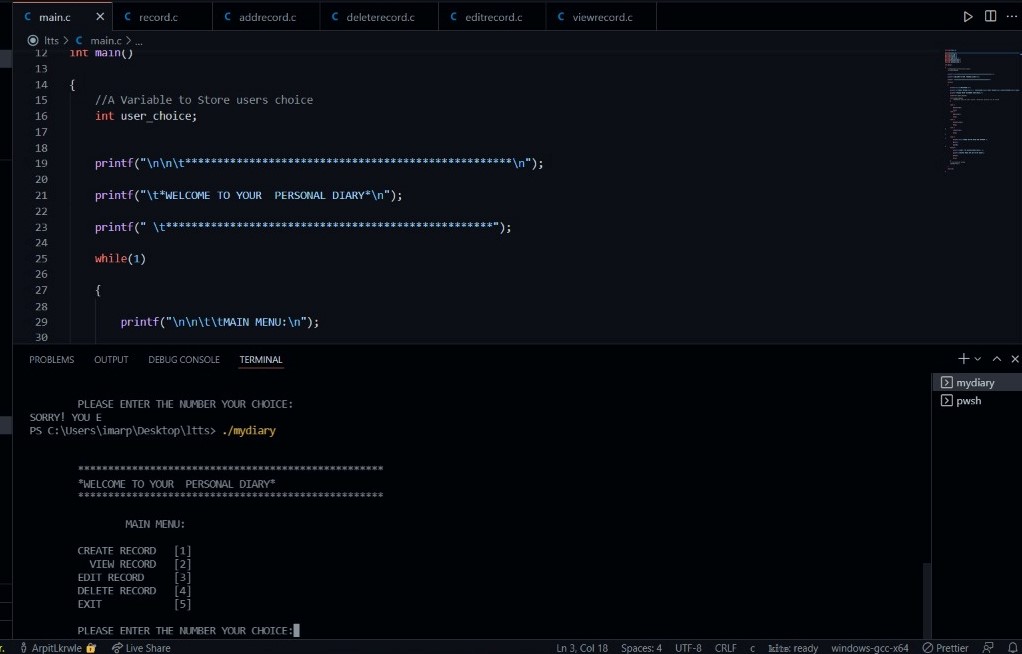 C main.c × C record.c C addrecord.c C deleterecord.c C editrecord.c C viewrecord.c
ltts > C main.c > ...
12 int main()
13
14 {
15 //A Variable to Store users choice
16 int user_choice;
17
18
19 printf("\n\n\t***************************************************\n");
20
21 printf("\t*WELCOME TO YOUR  PERSONAL DIARY*\n");
22
23 printf(" \t***************************************************");
24
25 while(1)
26
27 {
28
29 printf("\n\n\t\tMAIN MENU:\n");
30
PROBLEMS OUTPUT DEBUG CONSOLE TERMINAL
mydiary
pwsh
PLEASE ENTER THE NUMBER YOUR CHOICE:
SORRY! YOU E
PS C:\Users\imarp\Desktop\ltts> ./mydiary
***************************************************
*WELCOME TO YOUR  PERSONAL DIARY*
***************************************************
MAIN MENU:
CREATE RECORD [1]
VIEW RECORD [2]
EDIT RECORD [3]
DELETE RECORD [4]
EXIT [5]
PLEASE ENTER THE NUMBER YOUR CHOICE:
r. ArpitLkrwle Live Share Ln 3, Col 18 Spaces: 4 UTF-8 CRLF c kite: ready windows-gcc-x64 Prettier